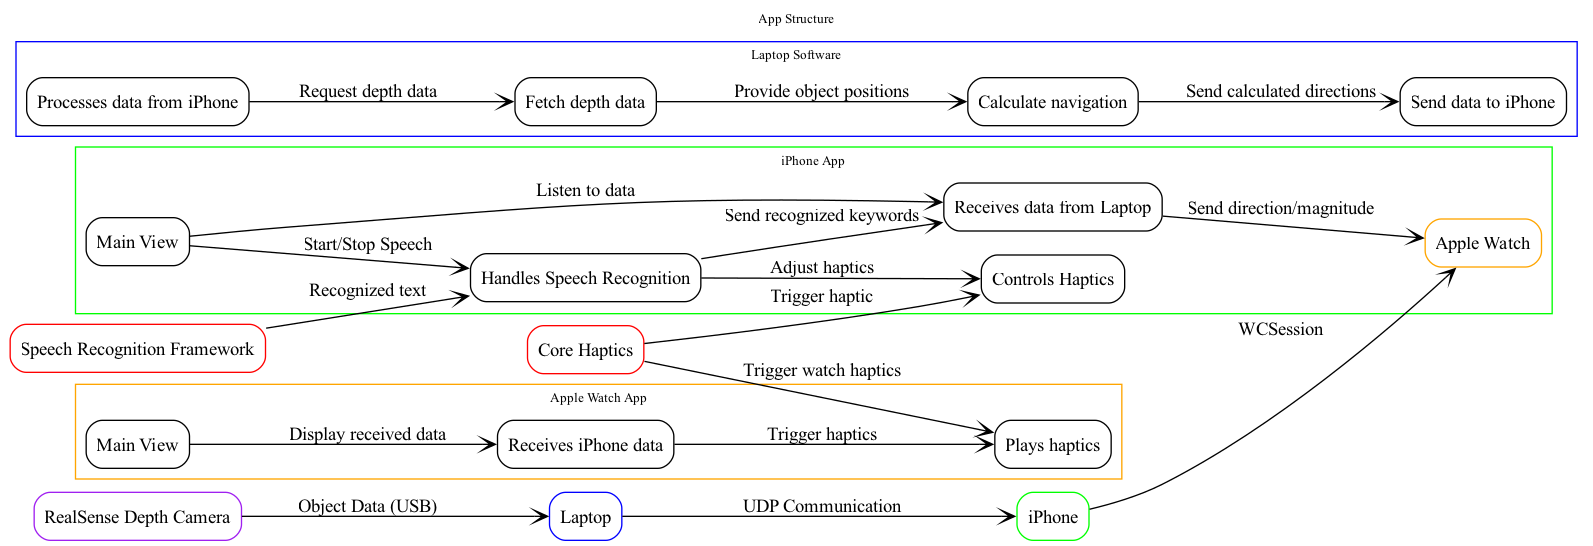 App Structure
Laptop Software
Processes data from iPhone
Request depth data
Fetch depth data
Provide object positions
Calculate navigation
Send calculated directions
Send data to iPhone
iPhone App
Main View
Listen to data
Start/Stop Speech
Recognized text
Handles Speech Recognition
Send recognized keywords
Adjust haptics
Trigger haptic
Receives data from Laptop
Controls Haptics
Send direction/magnitude
Apple Watch
Speech Recognition Framework
Core Haptics
Trigger watch haptics
WCSession
Apple Watch App
Main View
Display received data
Receives iPhone data
Trigger haptics
Plays haptics
RealSense Depth Camera
Object Data (USB)
Laptop
UDP Communication
iPhone